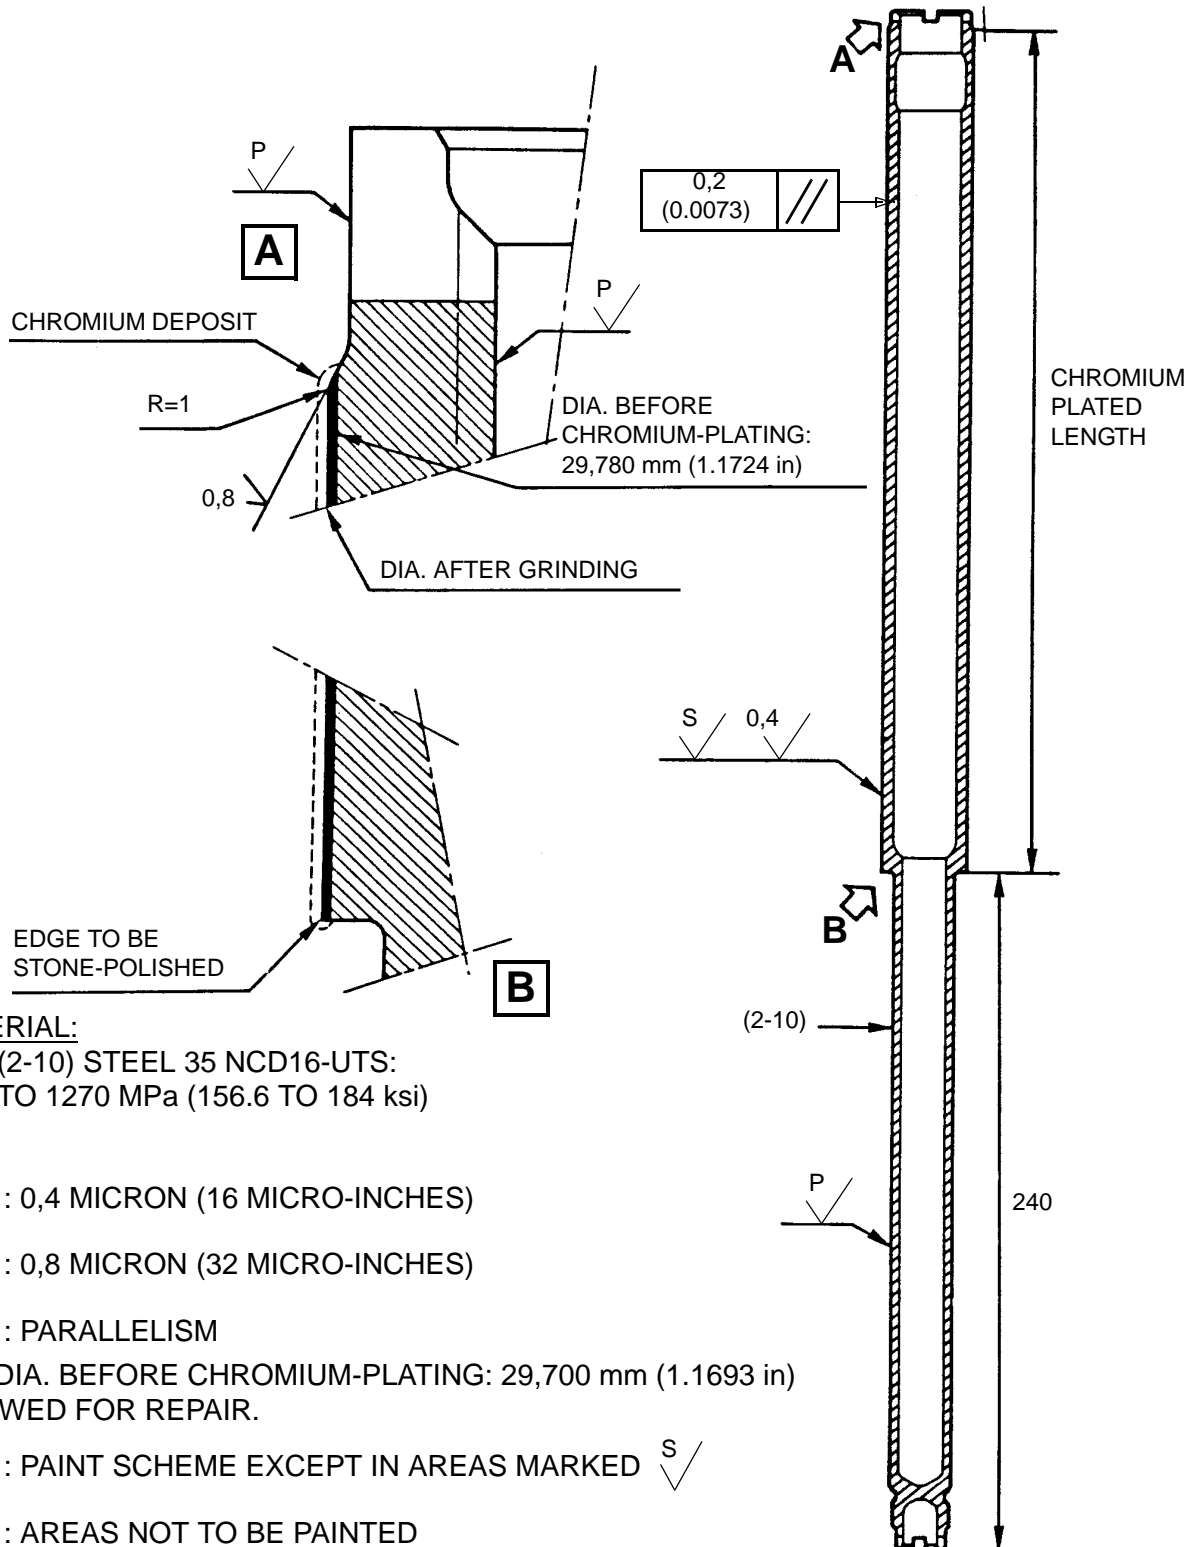 A
P
0,2
(0.0073)
A
P
CHROMIUM DEPOSIT
R=1
DIA. BEFORE
CHROMIUM-PLATING:
29,780 mm (1.1724 in)
CHROMIUM
PLATED
LENGTH
0,8
DIA. AFTER GRINDING
S
0,4
B
EDGE TO BE
STONE-POLISHED
B
(2-10)
ERIAL:
(2-10) STEEL 35 NCD16-UTS:
TO 1270 MPa (156.6 TO 184 ksi)
P
240
: 0,4 MICRON (16 MICRO-INCHES)
: 0,8 MICRON (32 MICRO-INCHES)
: PARALLELISM
DIA. BEFORE CHROMIUM-PLATING: 29,700 mm (1.1693 in)
WED FOR REPAIR.
: PAINT SCHEME EXCEPT IN AREAS MARKED S
: AREAS NOT TO BE PAINTED